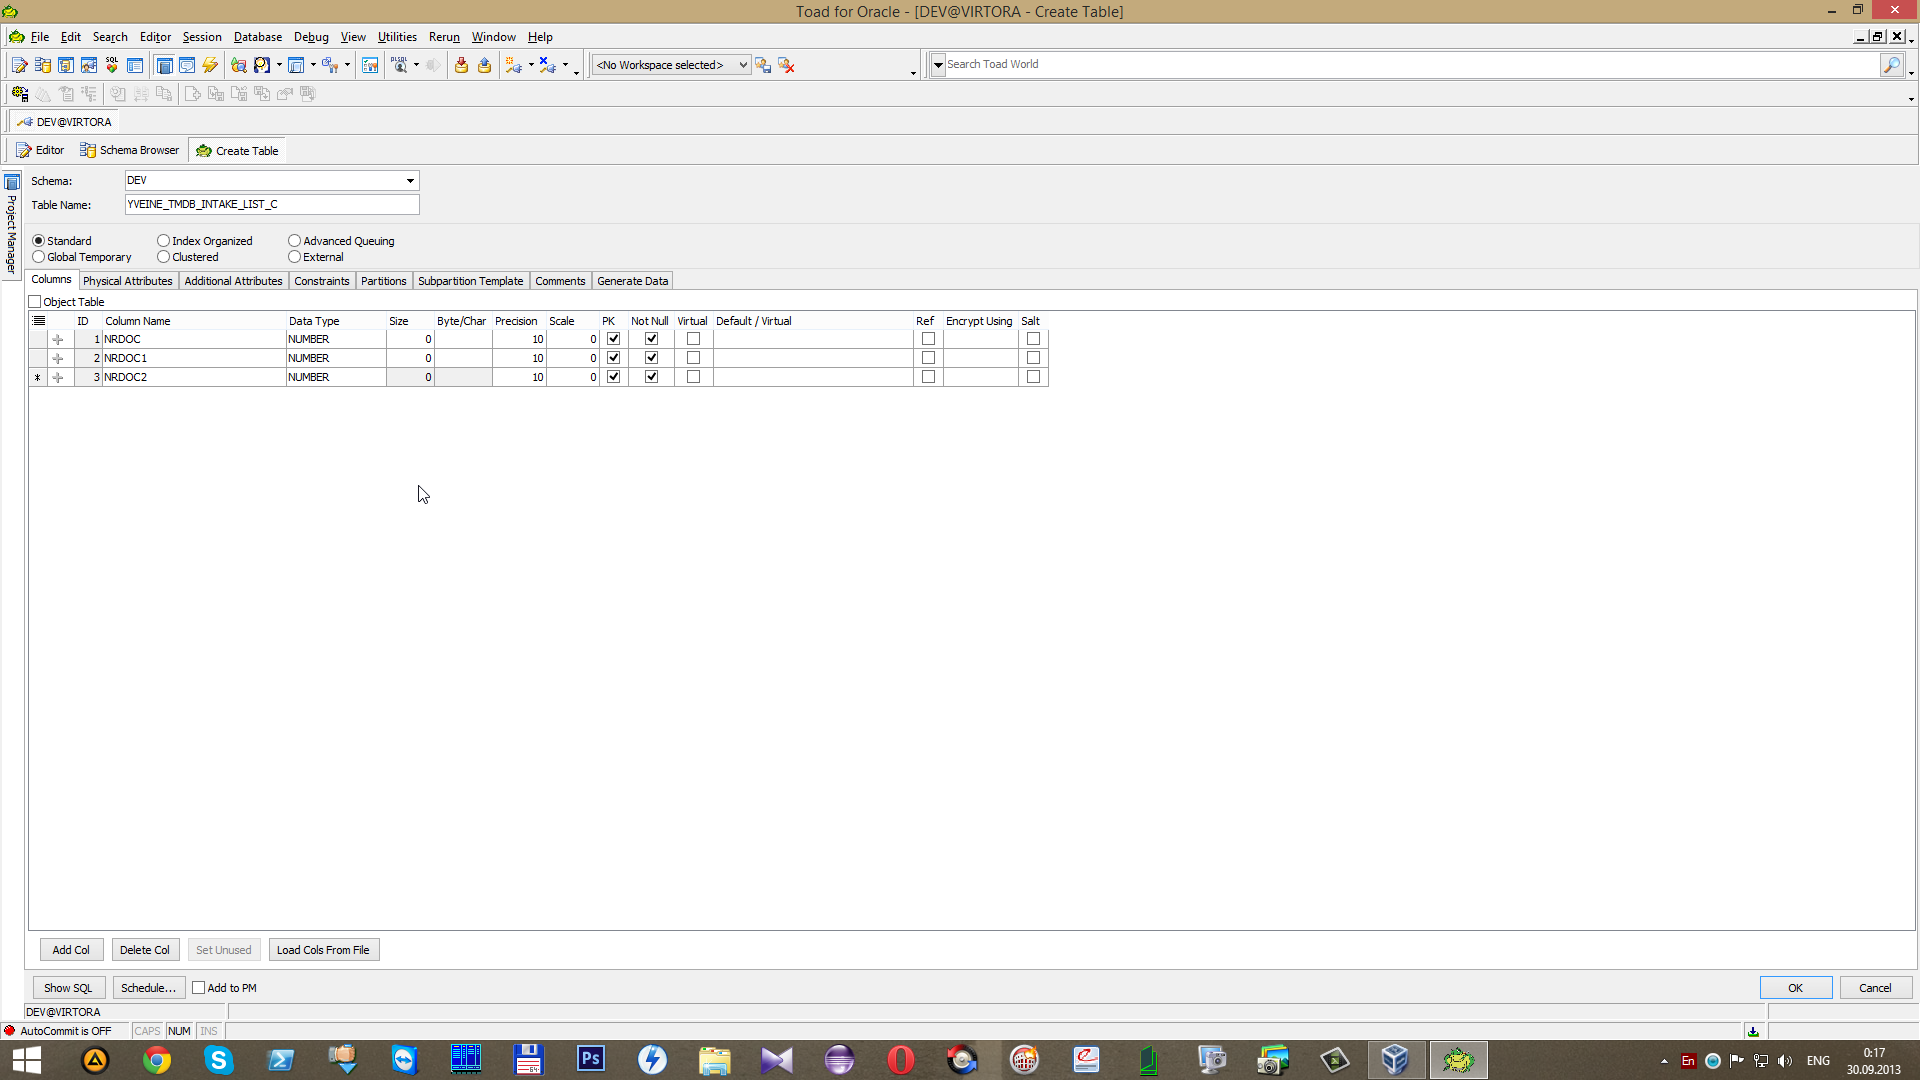 Toad for Oracle - [DEV@VIRTORA - Create Table]
File Edit Search Editor Session Database Debug View Utilities Rerun Window Help
SQL <No Workspace selected> Search Toad World
DEV@VIRTORA
Editor Schema Browser Create Table
Project Manager
Schema: DEV
Table Name: YVEINE_TMDB_INTAKE_LIST_C
Standard Index Organized Advanced Queuing
Global Temporary Clustered External
Columns Physical Attributes Additional Attributes Constraints Partitions Subpartition Template Comments Generate Data
Object Table
ID Column Name Data Type Size Byte/Char Precision Scale PK Not Null Virtual Default / Virtual Ref Encrypt Using Salt
1 NRDOC NUMBER 0 10 0
2 NRDOC1 NUMBER 0 10 0
* 3 NRDOC2 NUMBER 0 10 0
Add Col Delete Col Set Unused Load Cols From File
Show SQL Schedule... Add to PM OK Cancel
DEV@VIRTORA
AutoCommit is OFF CAPS NUM INS
64 Ps En ENG 0:17
30.09.2013